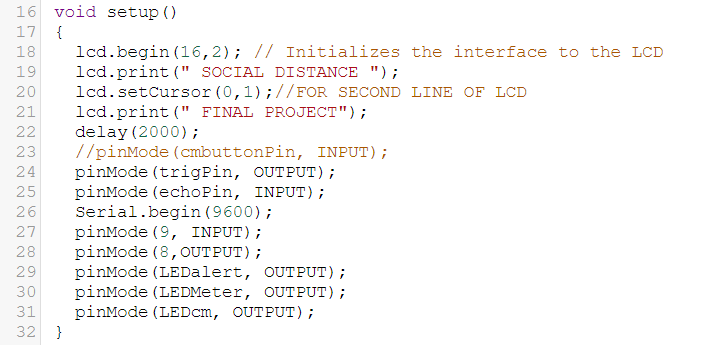 16 void setup()
17 {
18   lcd.begin(16,2); // Initializes the interface to the LCD
19   lcd.print(" SOCIAL DISTANCE ");
20   lcd.setCursor(0,1);//FOR SECOND LINE OF LCD
21   lcd.print(" FINAL PROJECT");
22   delay(2000);
23   //pinMode(cmbuttonPin, INPUT);
24   pinMode(trigPin, OUTPUT);
25   pinMode(echoPin, INPUT);
26   Serial.begin(9600);
27   pinMode(9, INPUT);
28   pinMode(8,OUTPUT);
29   pinMode(LEDalert, OUTPUT);
30   pinMode(LEDMeter, OUTPUT);
31   pinMode(LEDcm, OUTPUT);
32 }